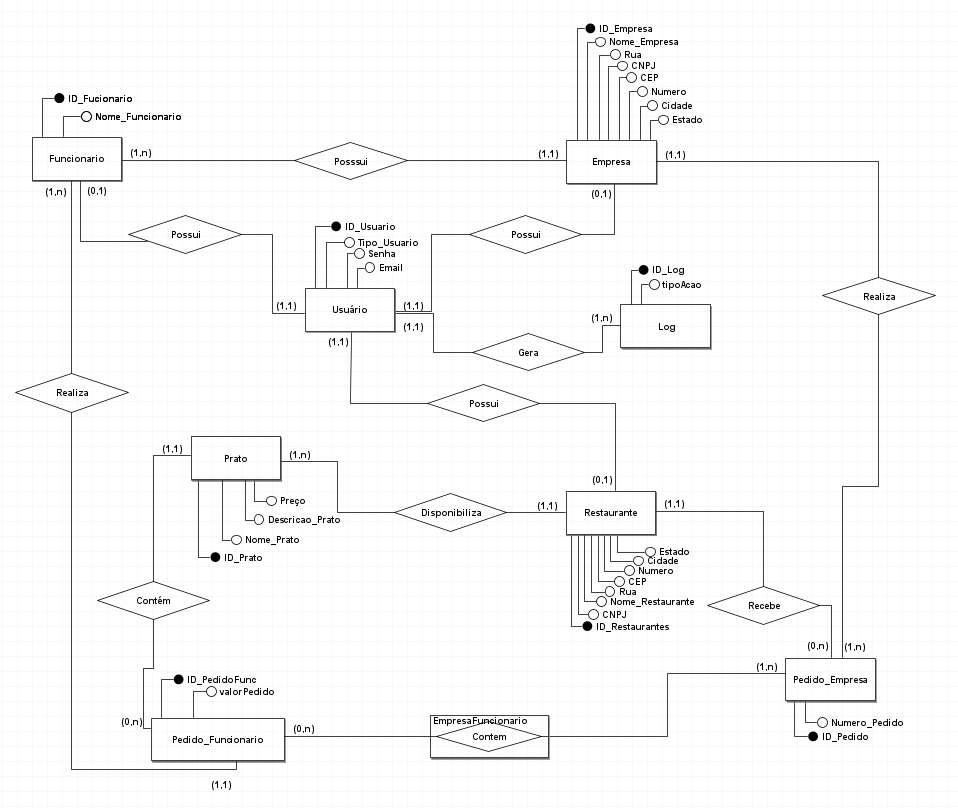 ID_Empresa
Nome_Empresa
Rua
CNPJ
CEP
Numero
Cidade
Estado
ID_Fucionario
Nome_Funcionario
Funcionario
(1,n)
Posssui
(1,1)
Empresa
(1,1)
(1,n)
(0,1)
(0,1)
Possui
ID_Usuario
Tipo_Usuario
Senha
Email
Possui
ID_Log
tipoAcao
Realiza
(1,1)
Usuário
(1,1)
(1,1)
(1,n)
Log
(1,1)
Gera
Realiza
Possui
(1,1)
Prato
(1,n)
(0,1)
Preço
Descricao_Prato
Nome_Prato
ID_Prato
Disponibiliza
(1,1)
Restaurante
(1,1)
Estado
Cidade
Numero
CEP
Rua
Nome_Restaurante
CNPJ
ID_Restaurantes
Contém
Recebe
(0,n)
(1,n)
(1,n)
Pedido_Empresa
Numero_Pedido
ID_Pedido
ID_PedidoFunc
valorPedido
(0,n)
Pedido_Funcionario
(0,n)
EmpresaFuncionario
Contem
(1,1)